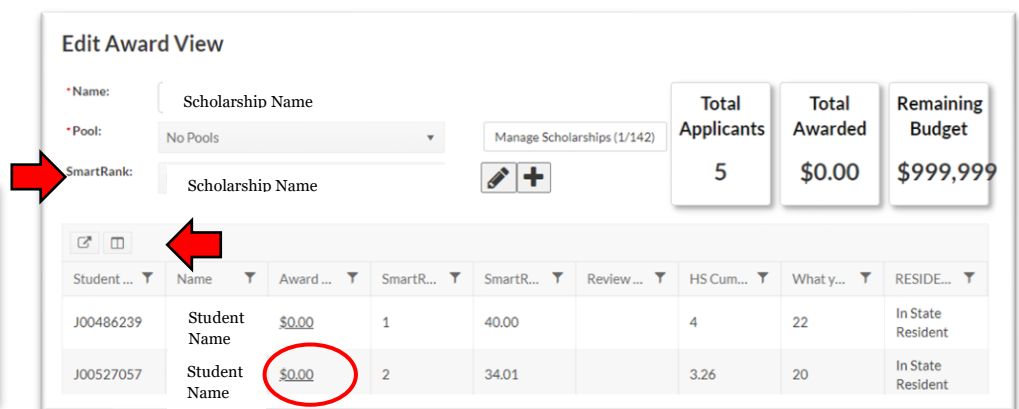 Edit Award View
*Name:
Scholarship Name
*Pool:
No Pools
Manage Scholarships (1/142)
SmartRank:
Scholarship Name
Total
Applicants
5
Total
Awarded
$0.00
Remaining
Budget
$999,999
Student ... Name Award ... SmartR... SmartR... Review ... HS Cum... What y... RESIDE...
J00486239 Student
Name $0.00 1 40.00 4 22 In State
Resident
J00527057 Student
Name $0.00 2 34.01 3.26 20 In State
Resident